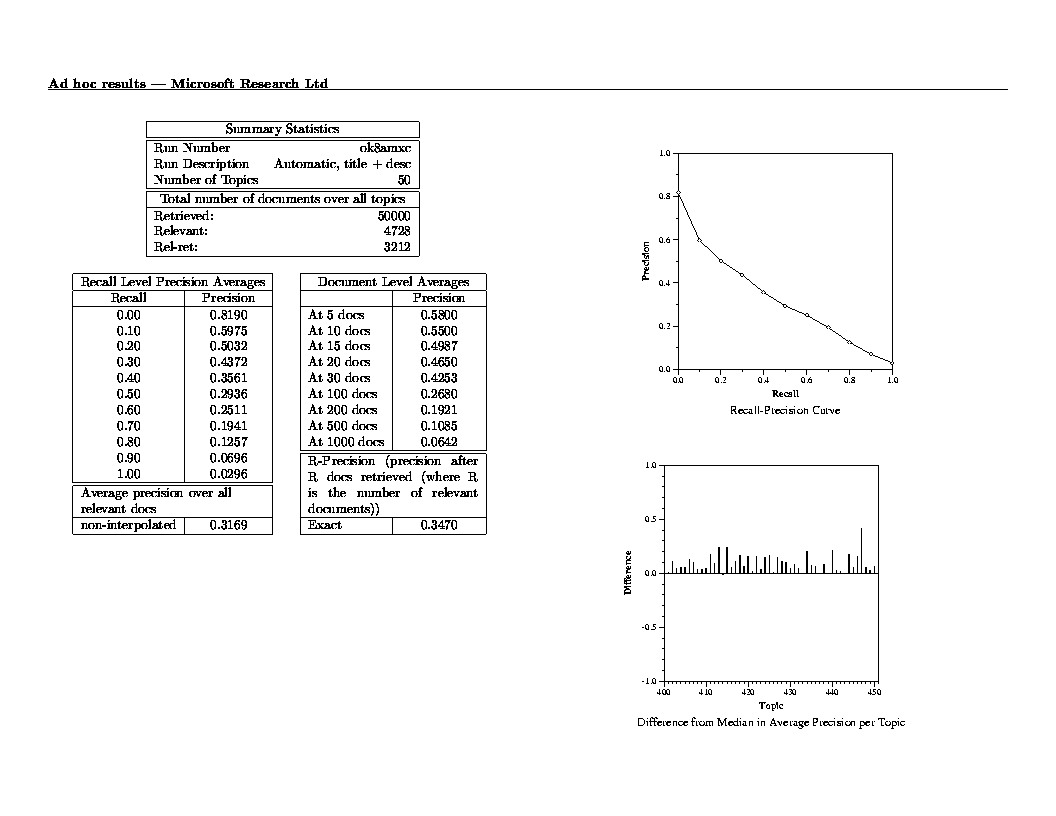 Ad hoc results — Microsoft Research Ltd
Summary Statistics
Run Number ok8amxc
Run Description Automatic, title + desc
Number of Topics 50
Total number of documents over all topics
Retrieved: 50000
Relevant: 4728
Rel-ret: 3212
Recall Level Precision Averages
Recall Precision
0.00 0.8190
0.10 0.5975
0.20 0.5032
0.30 0.4372
0.40 0.3561
0.50 0.2936
0.60 0.2511
0.70 0.1941
0.80 0.1257
0.90 0.0696
1.00 0.0296
Average precision over all
relevant docs
non-interpolated 0.3169
Document Level Averages
Precision
At 5 docs 0.5800
At 10 docs 0.5500
At 15 docs 0.4987
At 20 docs 0.4650
At 30 docs 0.4253
At 100 docs 0.2680
At 200 docs 0.1921
At 500 docs 0.1085
At 1000 docs 0.0642
R-Precision (precision after
R docs retrieved (where R
is the number of relevant
documents))
Exact 0.3470
1.0
0.8
0.6
0.4
0.2
0.0
Precision
0.0 0.2 0.4 0.6 0.8 1.0
Recall
Recall-Precision Curve
1.0
0.5
0.0
-0.5
-1.0
Difference
400 410 420 430 440 450
Topic
Difference from Median in Average Precision per Topic